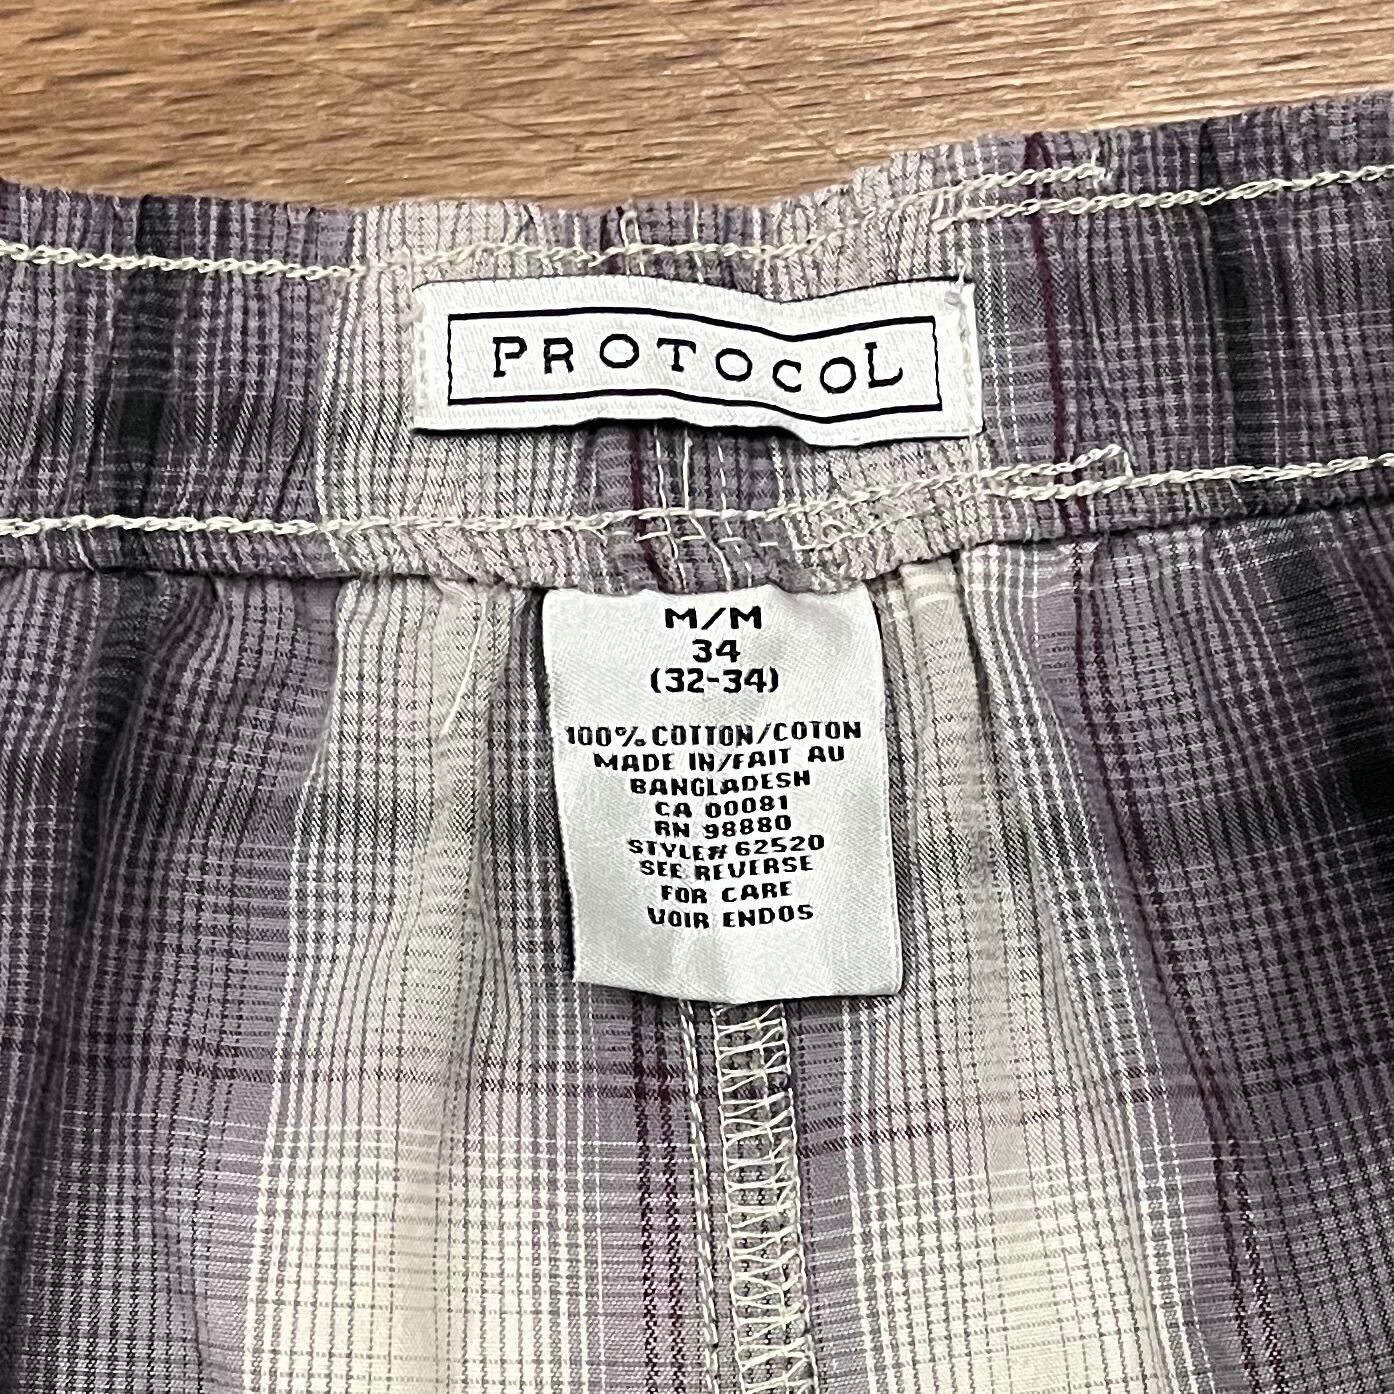 PROTOCOL
M/M
34
(32-34)
100% COTTON/COTON
MADE IN/FAIT AU
BANGLADESH
CA 00081
RN 98880
STYLE# 62520
SEE REVERSE
FOR CARE
VOIR ENDOS